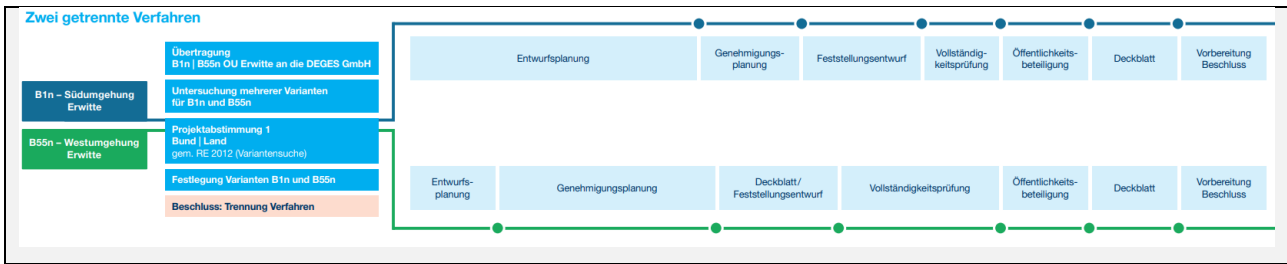 Zwei getrennte Verfahren
B1n – Südumgehung
Erwitte
B55n – Westumgehung
Erwitte
Übertragung
B1n | B55n OU Erwitte an die DEGES GmbH
Untersuchung mehrerer Varianten
für B1n und B55n
Projektabstimmung 1
Bund | Land
gem. RE 2012 (Variantensuche)
Festlegung Varianten B1n und B55n
Beschluss: Trennung Verfahren
Entwurfsplanung
Genehmigungs-
planung
Feststellungsentwurf
Vollständig-
keitsprüfung
Öffentlichkeits-
beteiligung
Deckblatt
Vorbereitung
Beschluss
Entwurfs-
planung
Genehmigungsplanung
Deckblatt/
Feststellungsentwurf
Vollständigkeitsprüfung
Öffentlichkeits-
beteiligung
Deckblatt
Vorbereitung
Beschluss